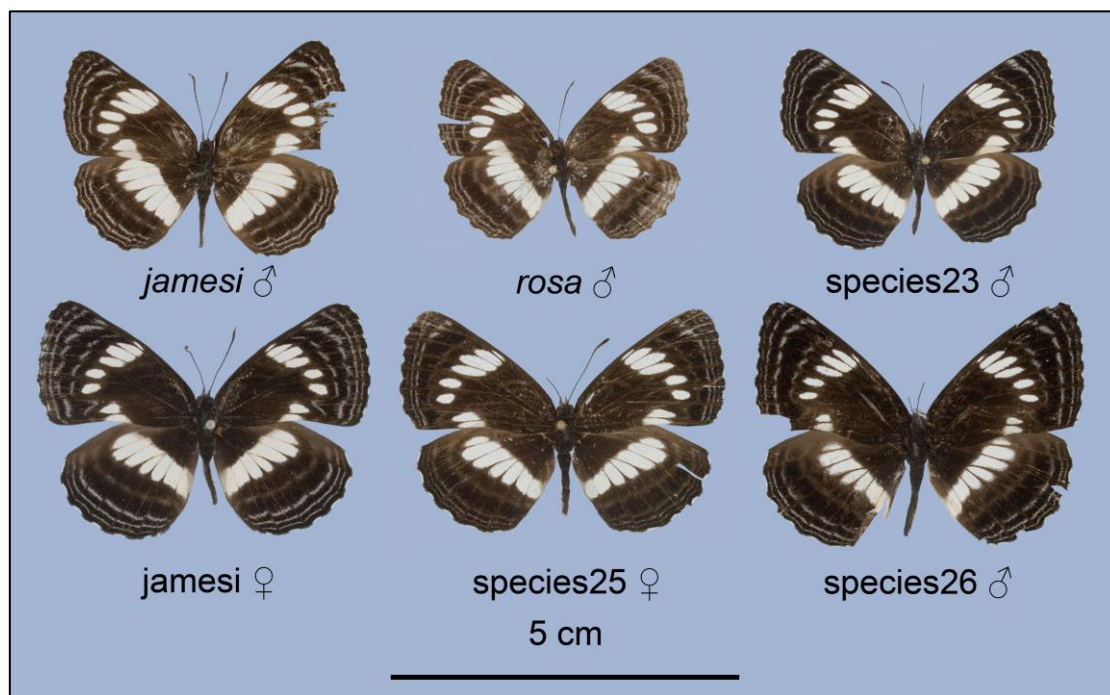 jamesi ♂ rosa ♂ species23 ♂
jamesi ♀ species25 ♀ species26 ♂
5 cm